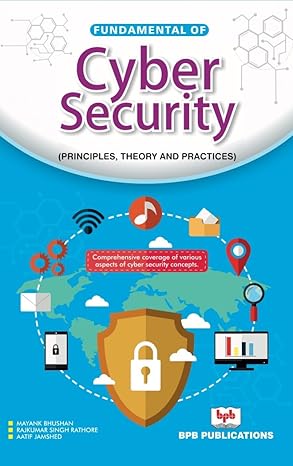 FUNDAMENTAL OF
Cyber
Security
(PRINCIPLES, THEORY AND PRACTICES)
Comprehensive coverage of various
aspects of cyber security concepts.
MAYANK BHUSHAN
RAJKUMAR SINGH RATHORE
AATIF JAMSHED
bpb
BPB PUBLICATIONS